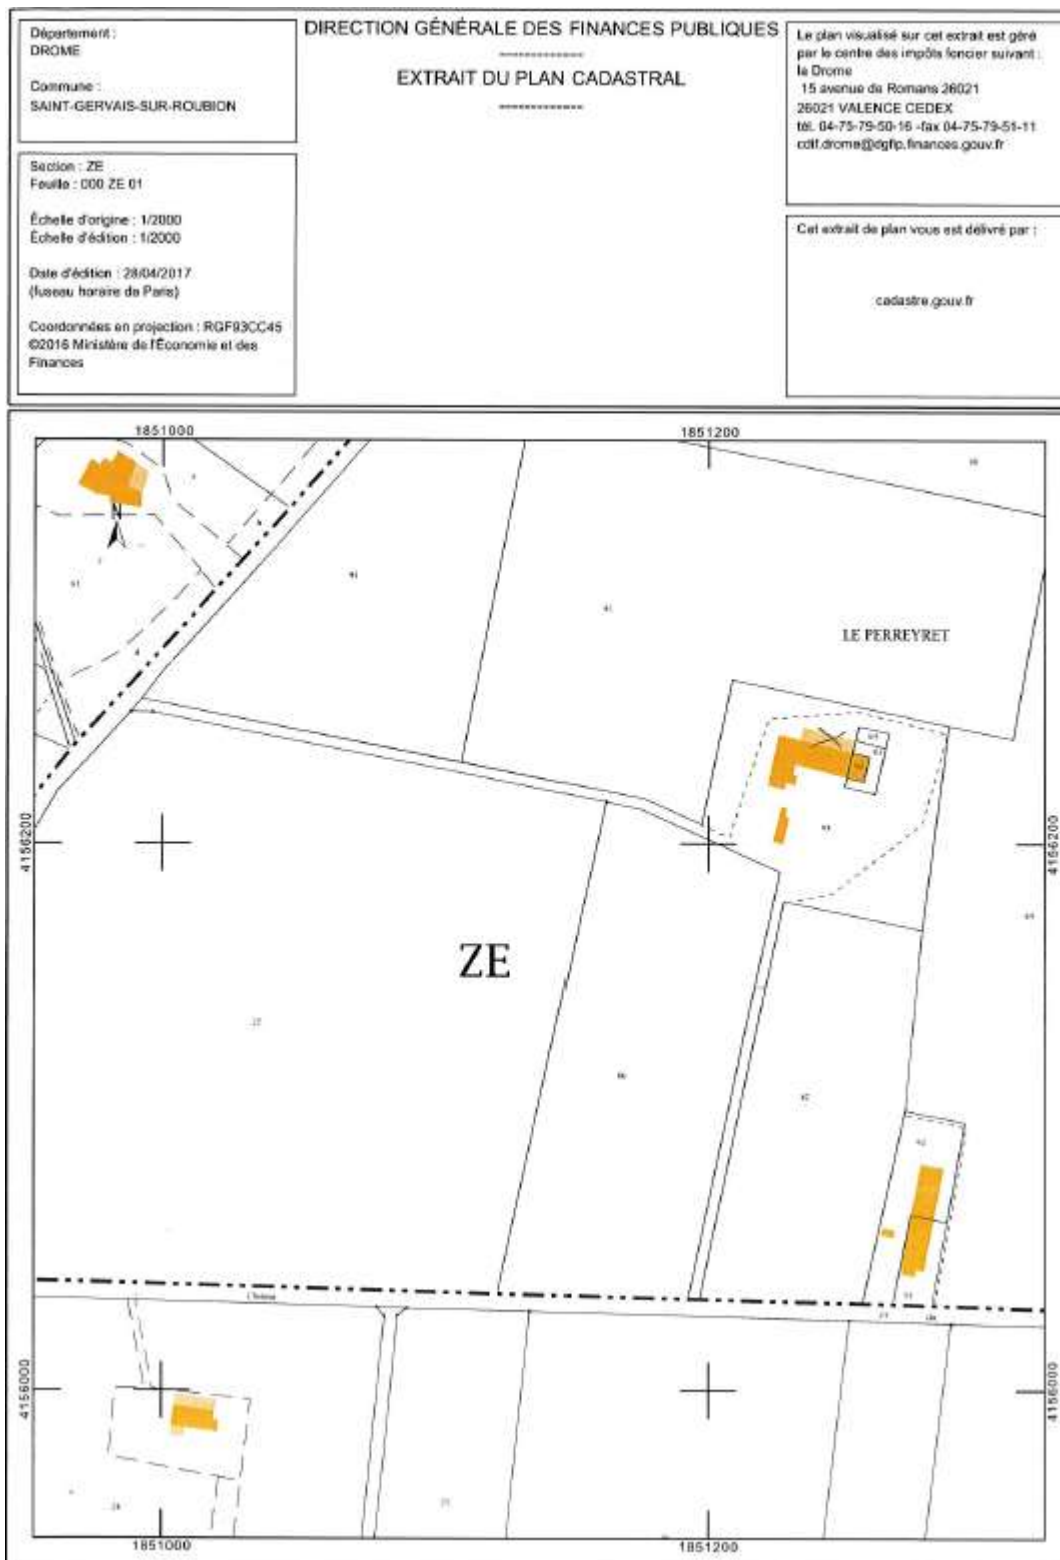 Département :
DROME
Commune :
SAINT-GERVAIS-SUR-ROUBION
Section : ZE
Feuille : 000 ZE 01
Échelle d'origine : 1/2000
Échelle d'édition : 1/2000
Date d'édition : 28/04/2017
(fuseau horaire de Paris)
Coordonnées en projection : RGF93CC45
©2016 Ministère de l'Économie et des
Finances
DIRECTION GÉNÉRALE DES FINANCES PUBLIQUES
-------------
EXTRAIT DU PLAN CADASTRAL
-------------
Le plan visualisé sur cet extrait est géré
par le centre des impôts foncier suivant :
la Drome
15 avenue de Romans 26021
26021 VALENCE CEDEX
tél. 04-75-79-50-16 -fax 04-75-79-51-11
cdif.drome@dgfip.finances.gouv.fr
Cet extrait de plan vous est délivré par :
cadastre.gouv.fr
1851000
1851200
LE PERREYRET
4156200
4156200
ZE
4156000
4156000
1851000
1851200